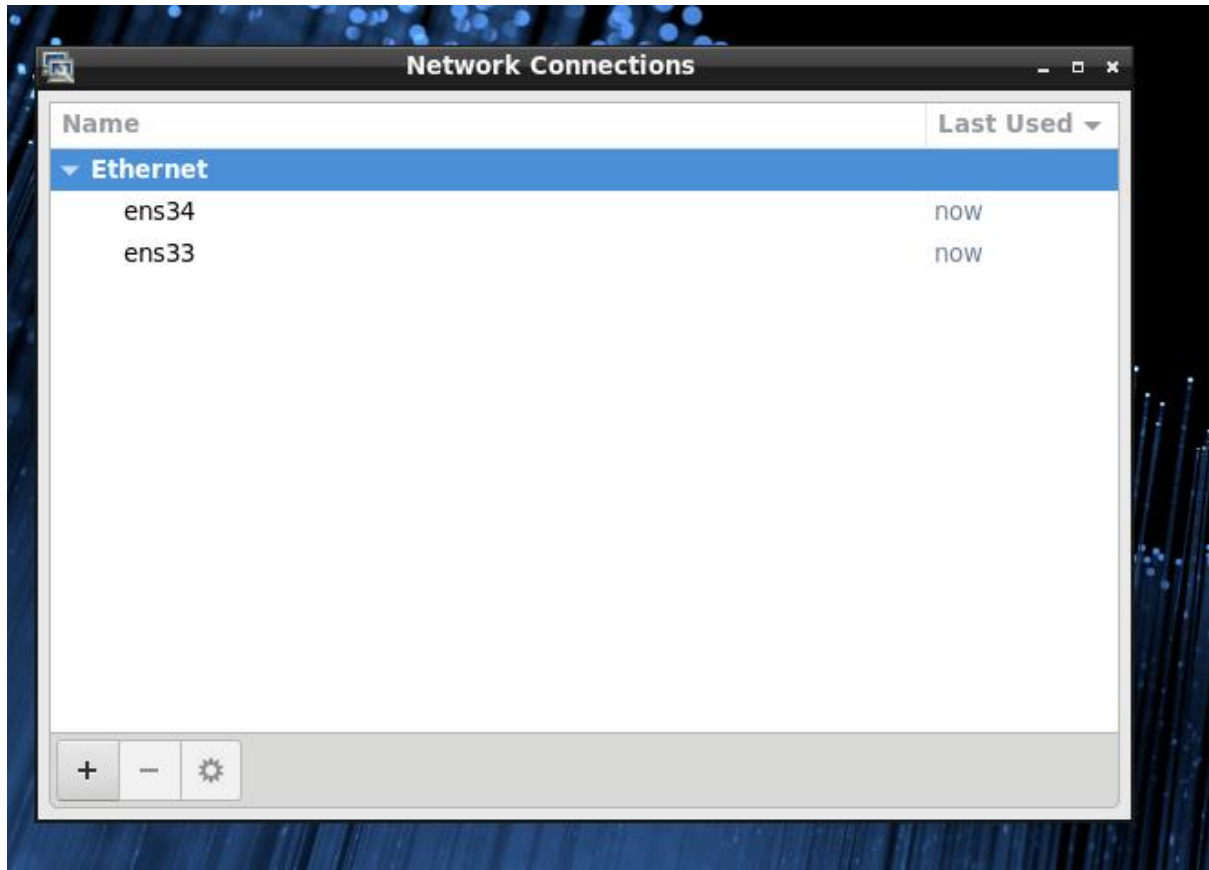 Network Connections
Name Last Used
Ethernet
ens34 now
ens33 now